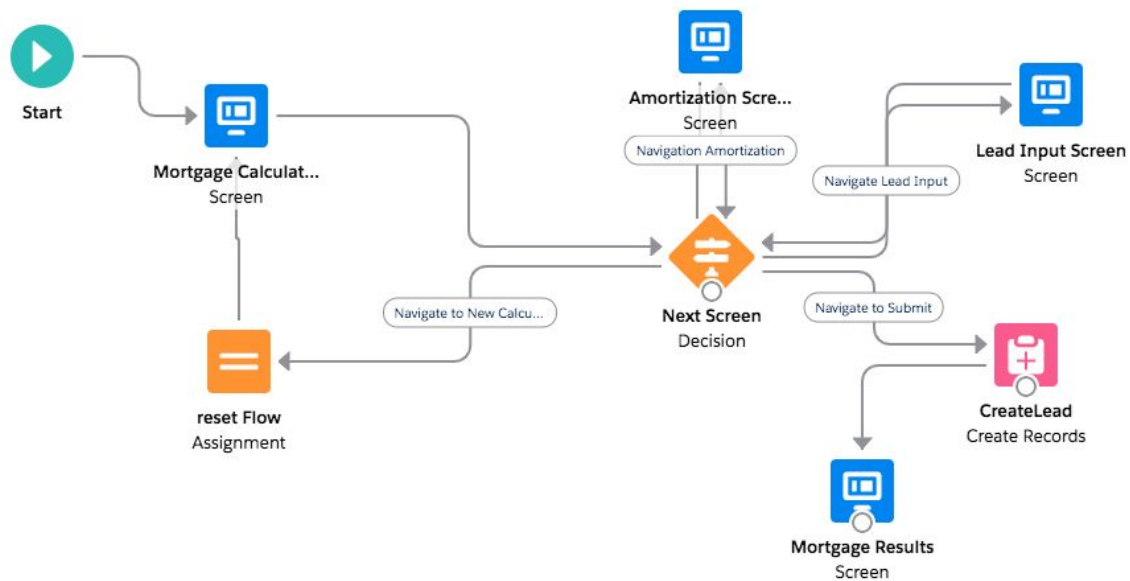 Start
Mortgage Calculat...
Screen
Amortization Scre...
Screen
Navigation Amortization
Lead Input Screen
Screen
Navigate Lead Input
Next Screen
Decision
Navigate to New Calcu...
Navigate to Submit
reset Flow
Assignment
CreateLead
Create Records
Mortgage Results
Screen